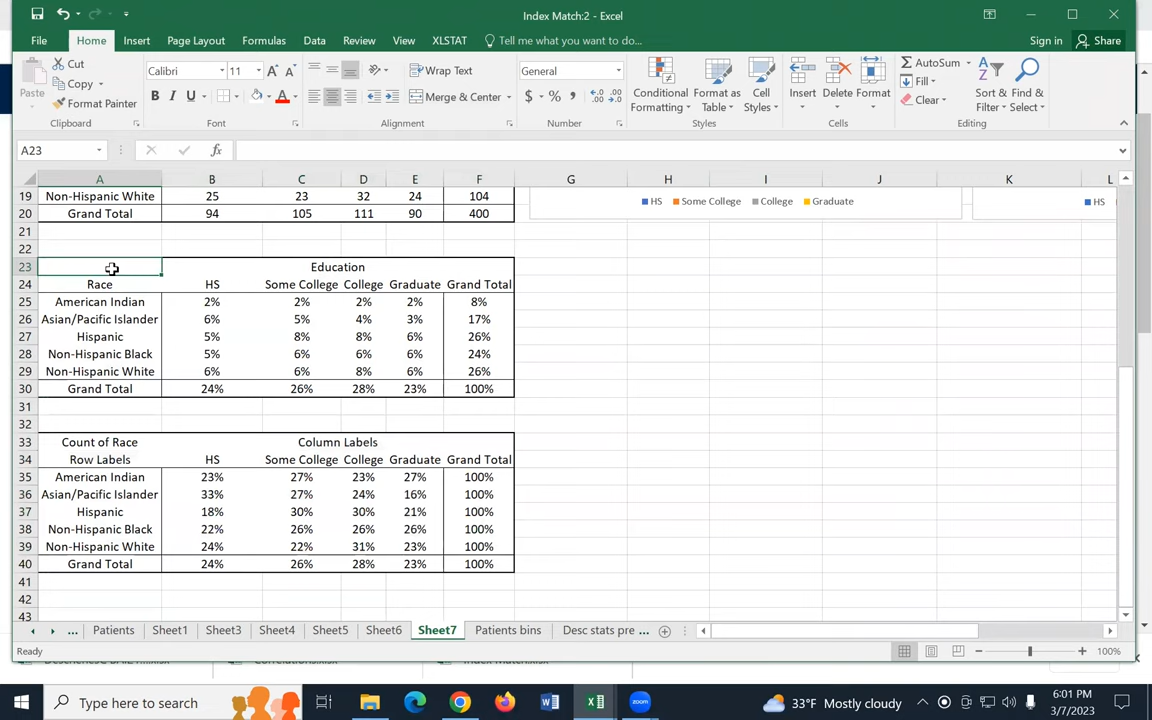 Index Match:2 - Excel
File Home Insert Page Layout Formulas Data Review View XLSTAT Tell me what you want to do... Sign in Share
Paste Cut Copy Format Painter
Calibri 11 A A B I U A
Wrap Text Merge & Center
General $ % ,
Conditional Formatting Format as Table Cell Styles Insert Delete Format
AutoSum Fill Clear Sort & Filter Find & Select
Clipboard Font Alignment Number Styles Cells Editing
A23 fx
A B C D E F G H I J K L
19 Non-Hispanic White 25 23 32 24 104 HS Some College College Graduate HS
20 Grand Total 94 105 111 90 400
21
22
23 Education
24 Race HS Some College College Graduate Grand Total
25 American Indian 2% 2% 2% 2% 8%
26 Asian/Pacific Islander 6% 5% 4% 3% 17%
27 Hispanic 5% 8% 8% 6% 26%
28 Non-Hispanic Black 5% 6% 6% 6% 24%
29 Non-Hispanic White 6% 6% 8% 6% 26%
30 Grand Total 24% 26% 28% 23% 100%
31
32
33 Count of Race Column Labels
34 Row Labels HS Some College College Graduate Grand Total
35 American Indian 23% 27% 23% 27% 100%
36 Asian/Pacific Islander 33% 27% 24% 16% 100%
37 Hispanic 18% 30% 30% 21% 100%
38 Non-Hispanic Black 22% 26% 26% 26% 100%
39 Non-Hispanic White 24% 22% 31% 23% 100%
40 Grand Total 24% 26% 28% 23% 100%
41
42
43
... Patients Sheet1 Sheet3 Sheet4 Sheet5 Sheet6 Sheet7 Patients bins Desc stats pre ...
Ready 100%
Type here to search 33°F Mostly cloudy 6:01 PM
3/7/2023